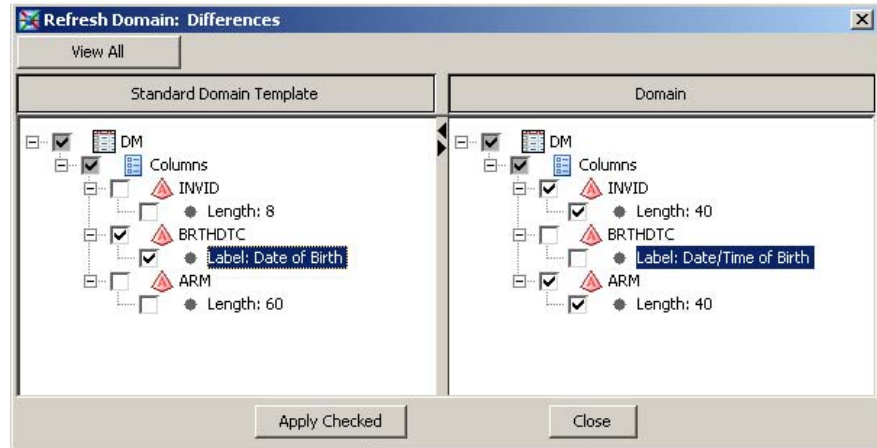 Refresh Domain: Differences
View All
Standard Domain Template
DM
Columns
INVID
Length: 8
BRTHDTC
Label: Date of Birth
ARM
Length: 60
Domain
DM
Columns
INVID
Length: 40
BRTHDTC
Label: Date/Time of Birth
ARM
Length: 40
Apply Checked
Close